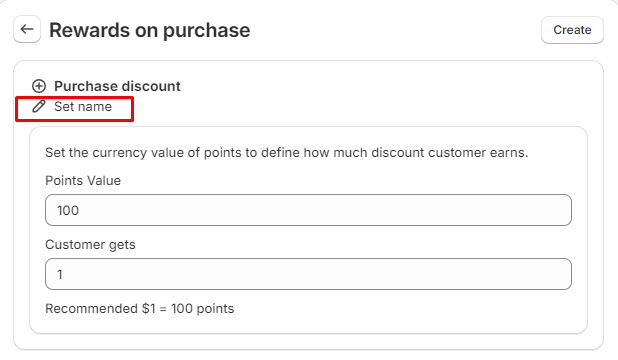 Rewards on purchase
Create
Purchase discount
Set name
Set the currency value of points to define how much discount customer earns.
Points Value
100
Customer gets
1
Recommended $1 = 100 points